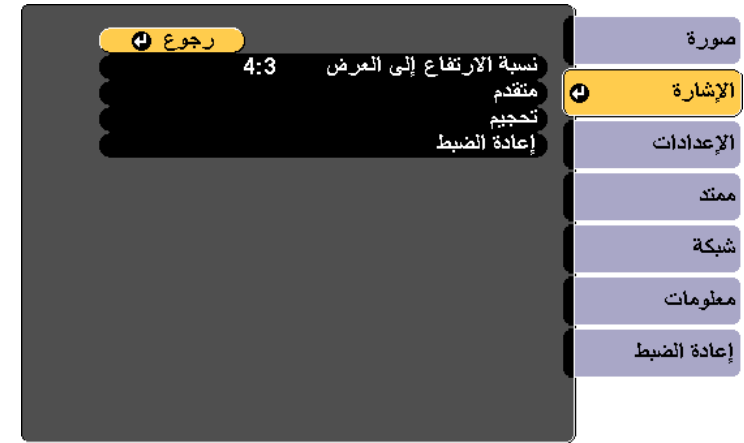 صورة
الإشارة
الإعدادات
ممتد
شبكة
معلومات
إعادة الضبط
رجوع
نسبة الارتفاع إلى العرض 4:3
متقدم
تحجيم
إعادة الضبط